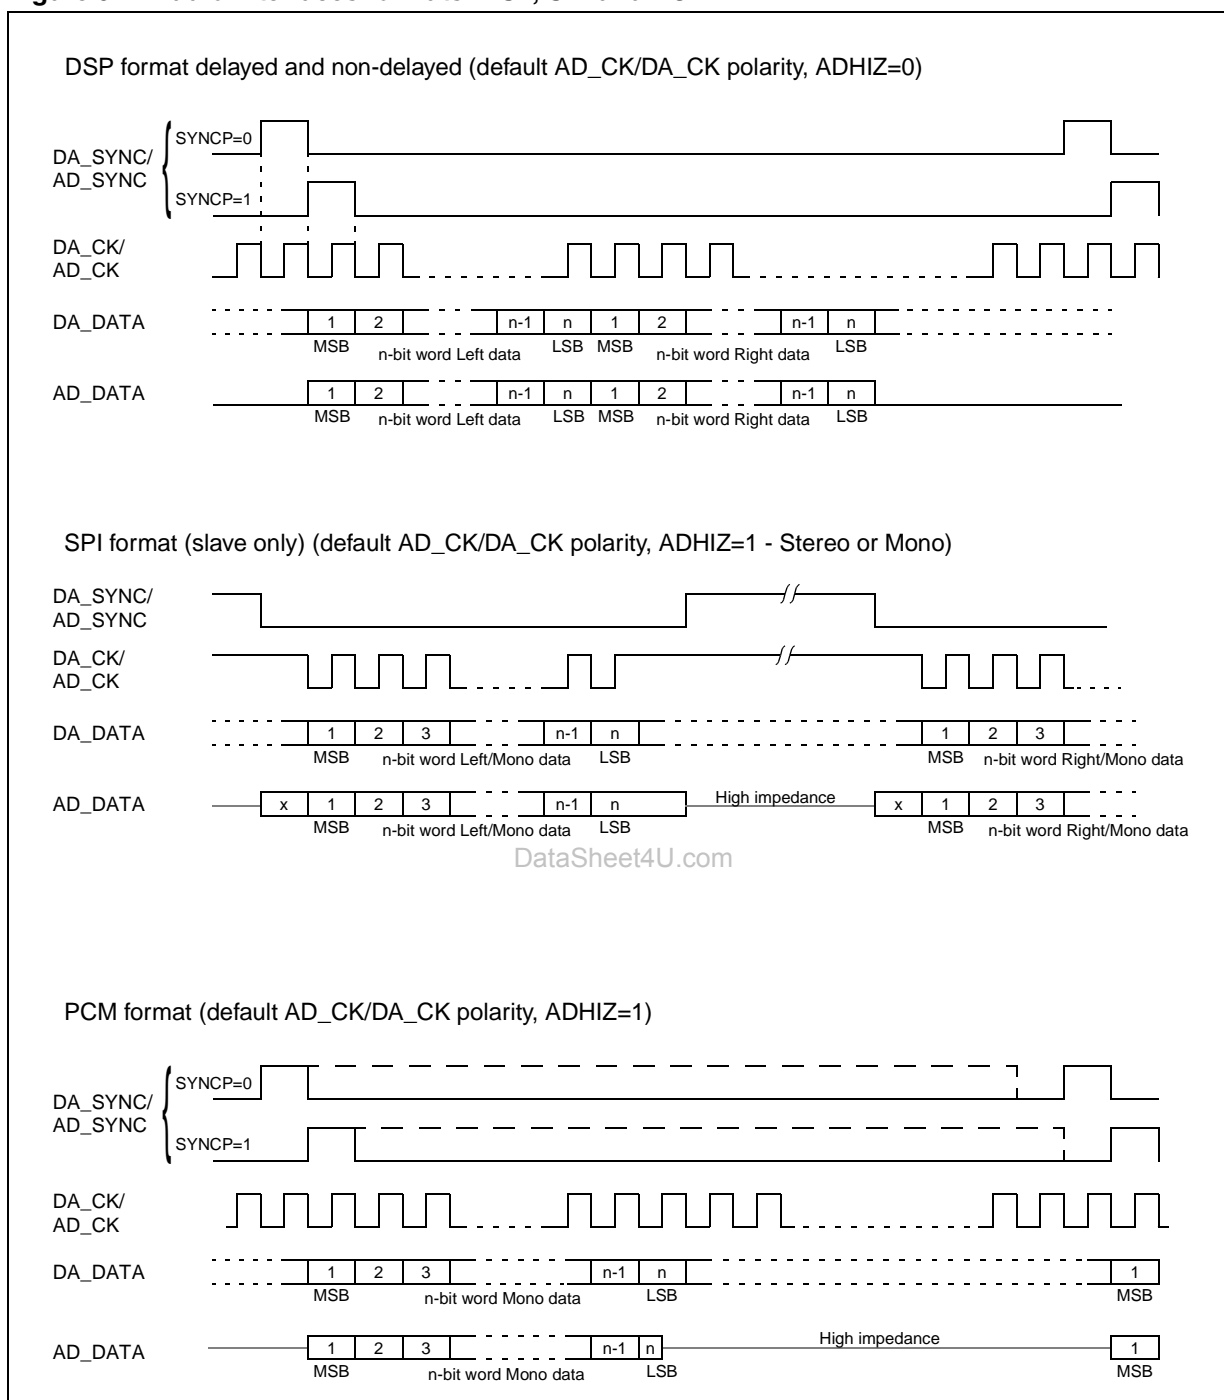 DSP format delayed and non-delayed (default AD_CK/DA_CK polarity, ADHIZ=0)
SYNCP=0
DA_SYNC/
AD_SYNC
SYNCP=1
DA_CK/
AD_CK
DA_DATA 1 2 n-1 n 1 2 n-1 n
MSB n-bit word Left data LSB MSB n-bit word Right data LSB
AD_DATA 1 2 n-1 n 1 2 n-1 n
MSB n-bit word Left data LSB MSB n-bit word Right data LSB
SPI format (slave only) (default AD_CK/DA_CK polarity, ADHIZ=1 - Stereo or Mono)
DA_SYNC/
AD_SYNC
DA_CK/
AD_CK
DA_DATA 1 2 3 n-1 n 1 2 3
MSB n-bit word Left/Mono data LSB MSB n-bit word Right/Mono data
AD_DATA x 1 2 3 n-1 n High impedance x 1 2 3
MSB n-bit word Left/Mono data LSB MSB n-bit word Right/Mono data
DataSheet4U.com
PCM format (default AD_CK/DA_CK polarity, ADHIZ=1)
SYNCP=0
DA_SYNC/
AD_SYNC
SYNCP=1
DA_CK/
AD_CK
DA_DATA 1 2 3 n-1 n 1
MSB n-bit word Mono data LSB MSB
AD_DATA 1 2 3 n-1 n High impedance 1
MSB n-bit word Mono data LSB MSB